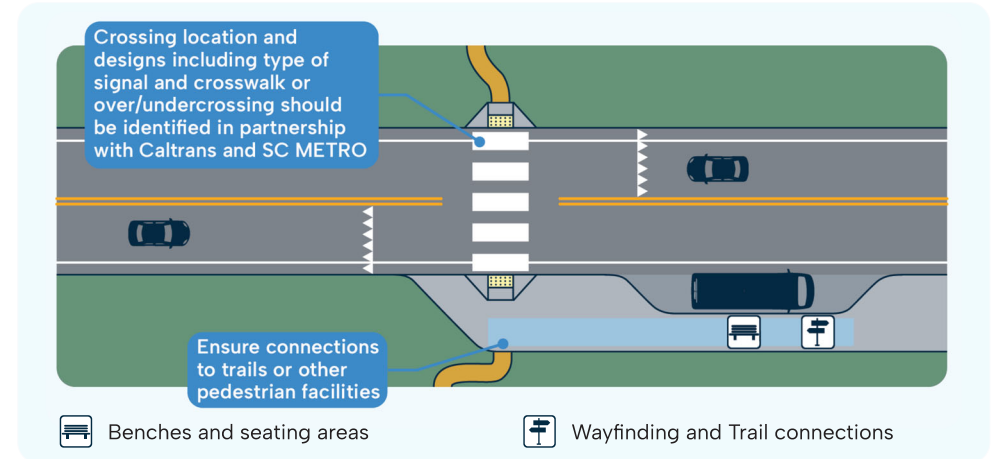 Crossing location and
designs including type of
signal and crosswalk or
over/undercrossing should
be identified in partnership
with Caltrans and SC METRO
Ensure connections
to trails or other
pedestrian facilities
Benches and seating areas
Wayfinding and Trail connections